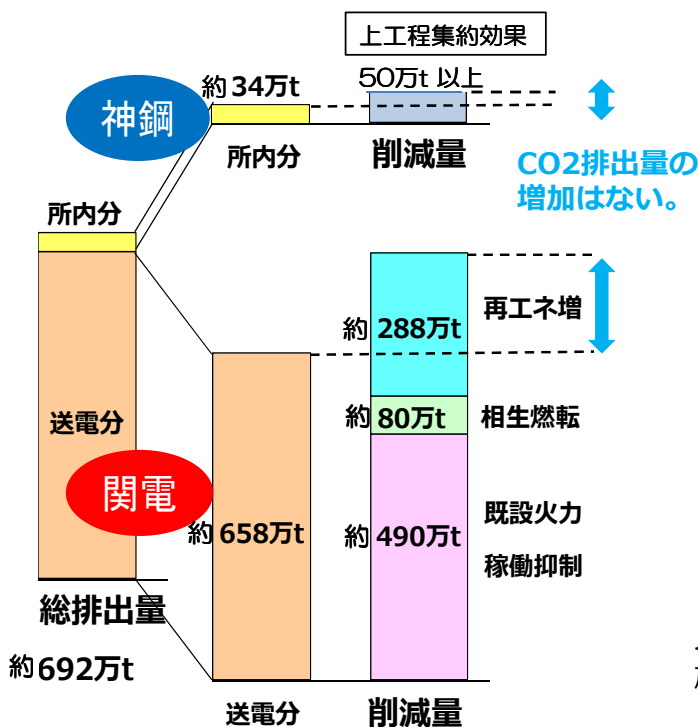 上工程集約効果
約34万t
50万t 以上
神鋼
所内分
削減量
CO2排出量の
増加はない。
所内分
約 288万t
再エネ増
送電分
約 80万t
相生燃転
関電
約 658万t
約 490万t
既設火力
稼働抑制
総排出量
約692万t
送電分
削減量